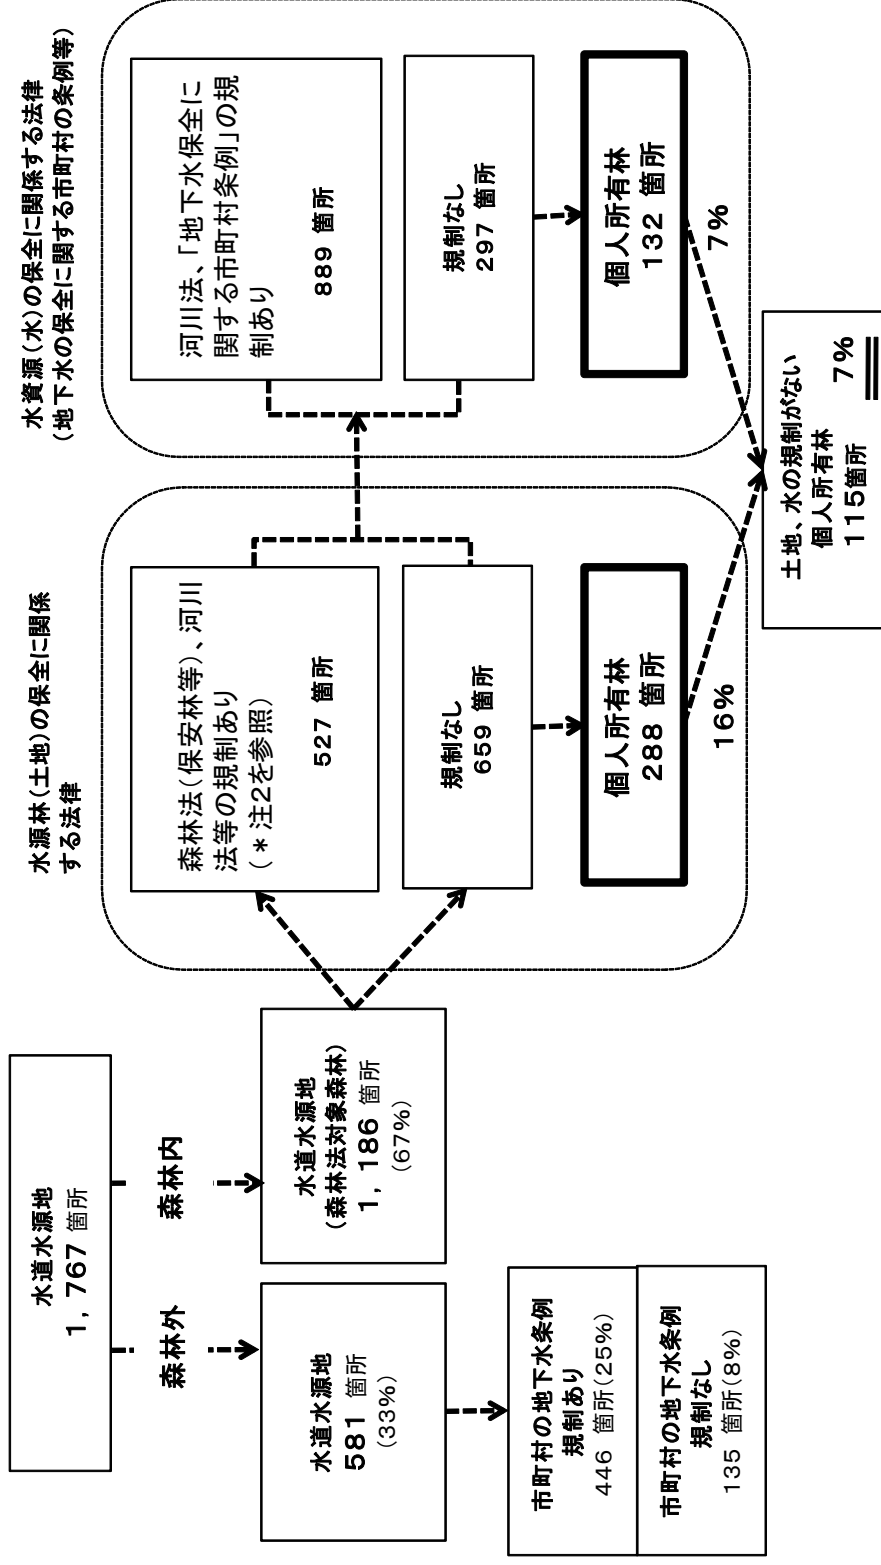 水道水源地
1，767 箇所
森林外
森林内
水道水源地
581 箇所
(33%)
水道水源地
(森林法対象森林)
1，186 箇所
(67%)
市町村の地下水条例
規制あり
446 箇所(25%)
市町村の地下水条例
規制なし
135 箇所(8%)
水源林(土地)の保全に関係
する法律
森林法(保安林等)、河川
法等の規制あり
(＊注2を参照)
527 箇所
規制なし
659 箇所
個人所有林
288 箇所
16%
水資源(水)の保全に関係する法律
(地下水の保全に関する市町村の条例等)
河川法、「地下水保全に
関する市町村条例」の規
制あり
889 箇所
規制なし
297 箇所
個人所有林
132 箇所
7%
土地、水の規制がない
個人所有林
115箇所
7%